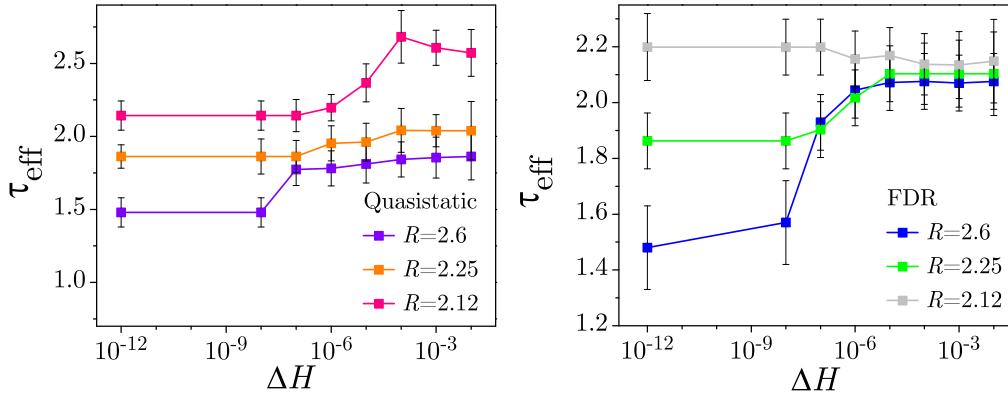 2.5
2.0
1.5
1.0
τeff
Quasistatic
R=2.6
R=2.25
R=2.12
10-12 10-9 10-6 10-3
ΔH
2.2
2.0
1.8
1.6
1.4
1.2
τeff
FDR
R=2.6
R=2.25
R=2.12
10-12 10-9 10-6 10-3
ΔH